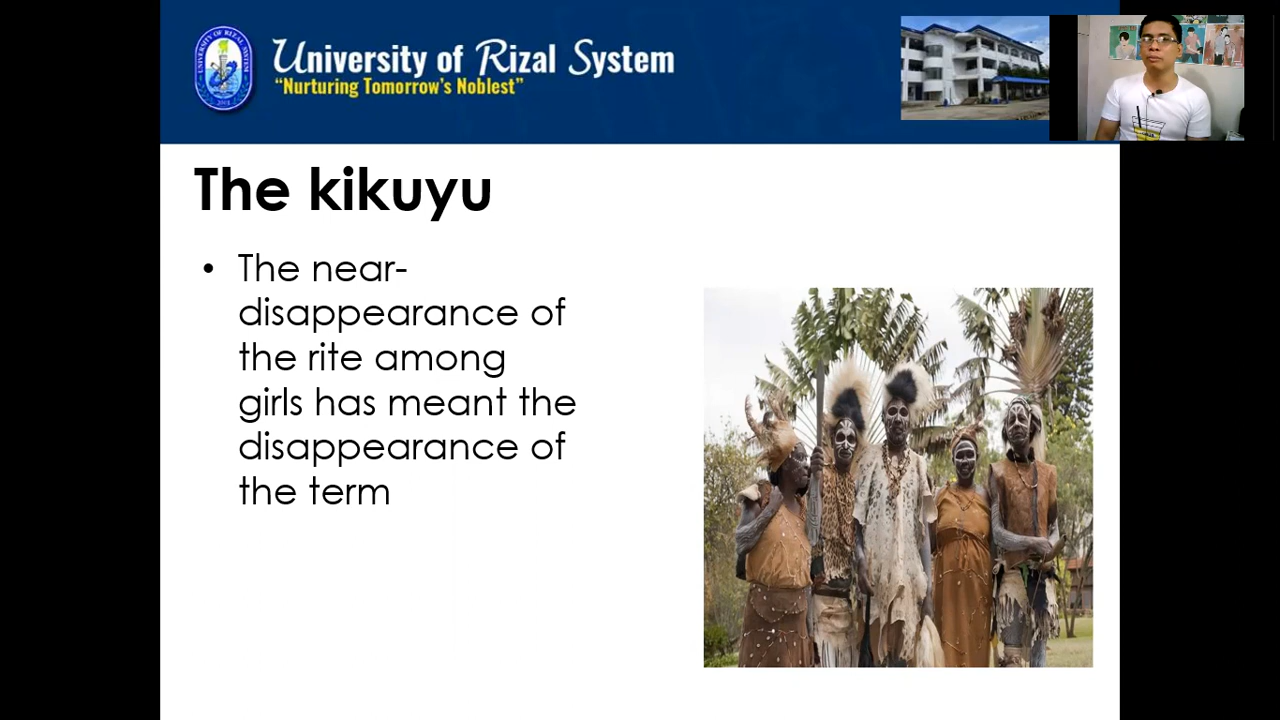 University of Rizal System
"Nurturing Tomorrow's Noblest"
The kikuyu
• The near-
disappearance of
the rite among
girls has meant the
disappearance of
the term